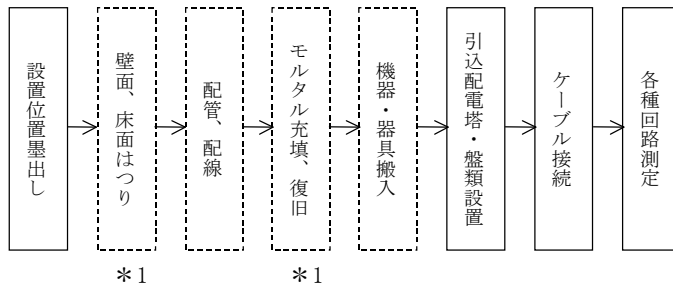 設置位置墨出し
壁面、床面はつり
配管、配線
モルタル充填、復旧
機器・器具搬入
引込配電塔・盤類設置
ケーブル接続
各種回路測定
＊1
＊1